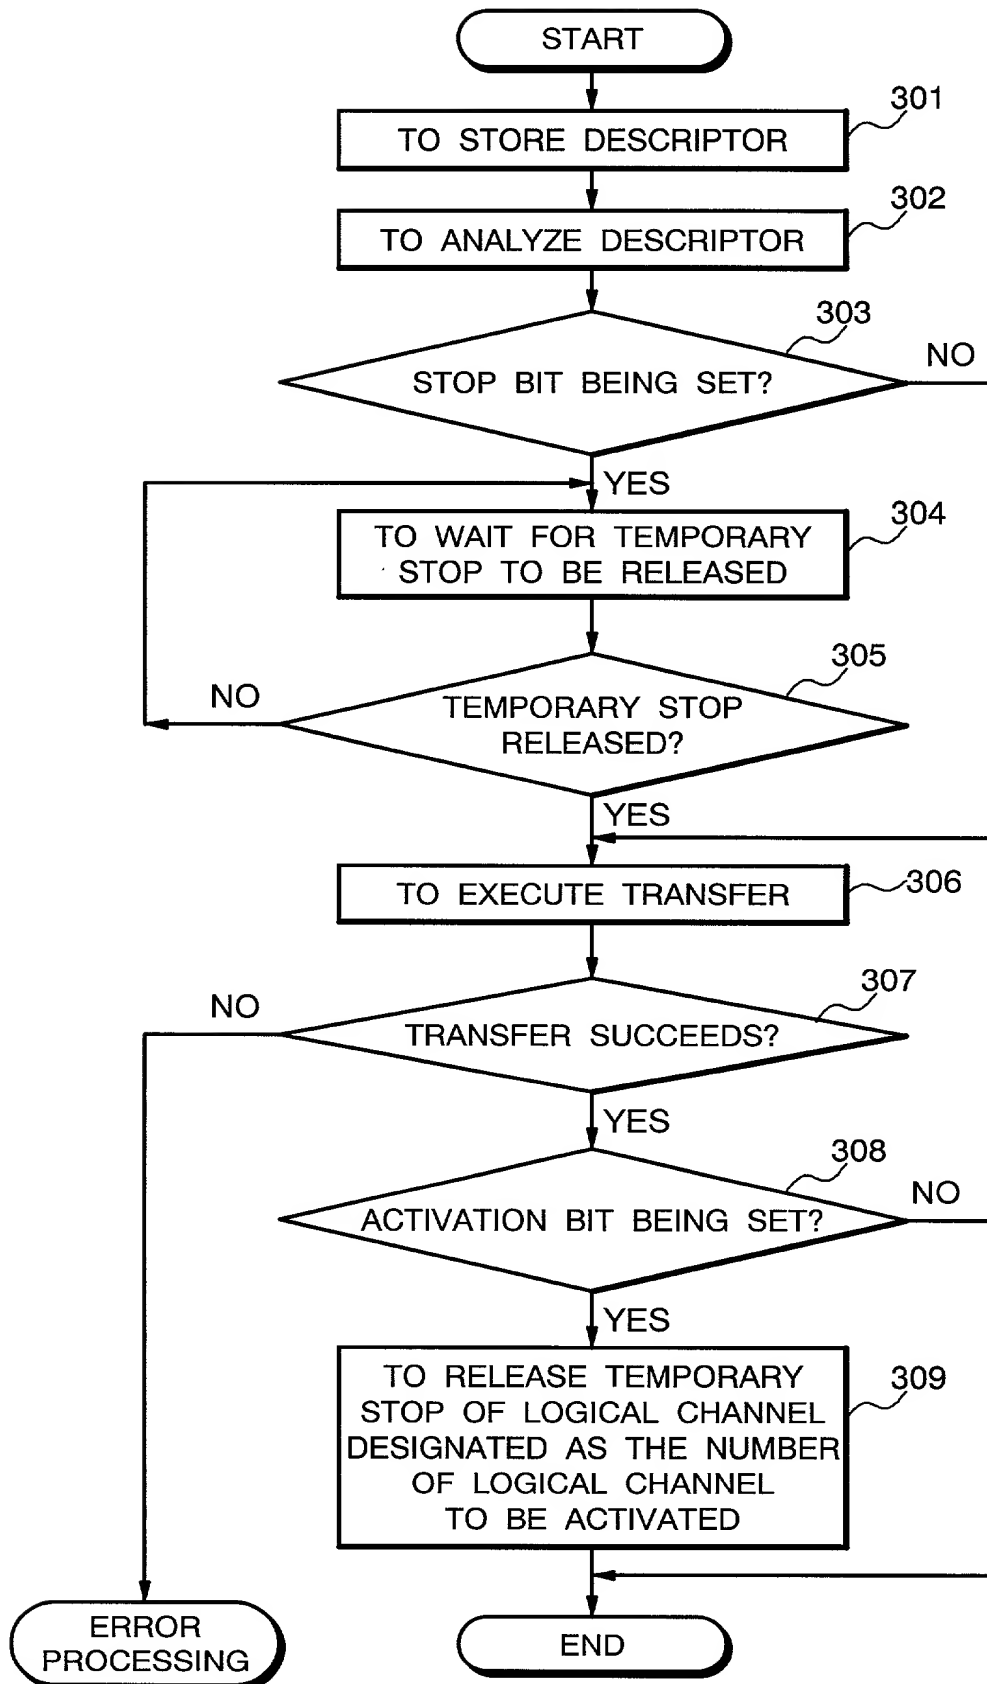 START
301
TO STORE DESCRIPTOR
302
TO ANALYZE DESCRIPTOR
303
STOP BIT BEING SET?
NO
YES
304
TO WAIT FOR TEMPORARY
STOP TO BE RELEASED
305
NO
TEMPORARY STOP
RELEASED?
YES
306
TO EXECUTE TRANSFER
307
NO
TRANSFER SUCCEEDS?
YES
308
NO
ACTIVATION BIT BEING SET?
YES
309
TO RELEASE TEMPORARY
STOP OF LOGICAL CHANNEL
DESIGNATED AS THE NUMBER
OF LOGICAL CHANNEL
TO BE ACTIVATED
ERROR
PROCESSING
END